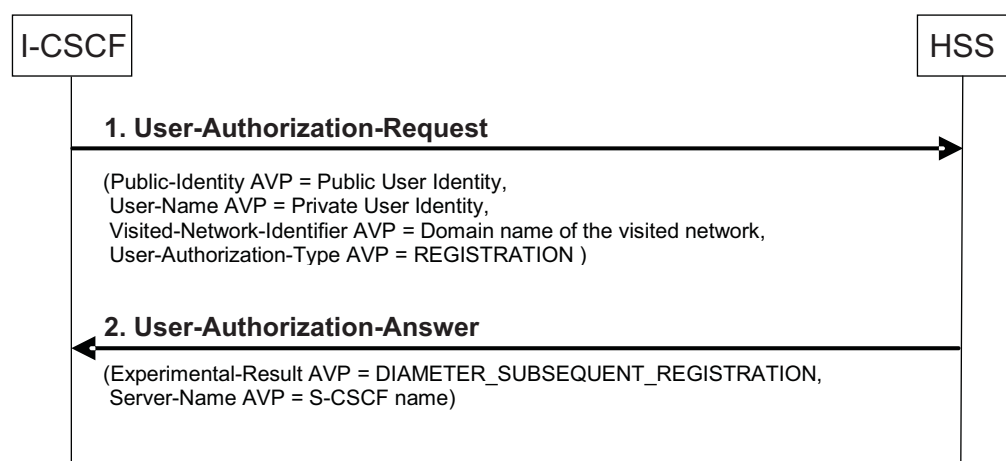 I-CSCF
HSS
1. User-Authorization-Request
(Public-Identity AVP = Public User Identity,
User-Name AVP = Private User Identity,
Visited-Network-Identifier AVP = Domain name of the visited network,
User-Authorization-Type AVP = REGISTRATION )
2. User-Authorization-Answer
(Experimental-Result AVP = DIAMETER_SUBSEQUENT_REGISTRATION,
Server-Name AVP = S-CSCF name)